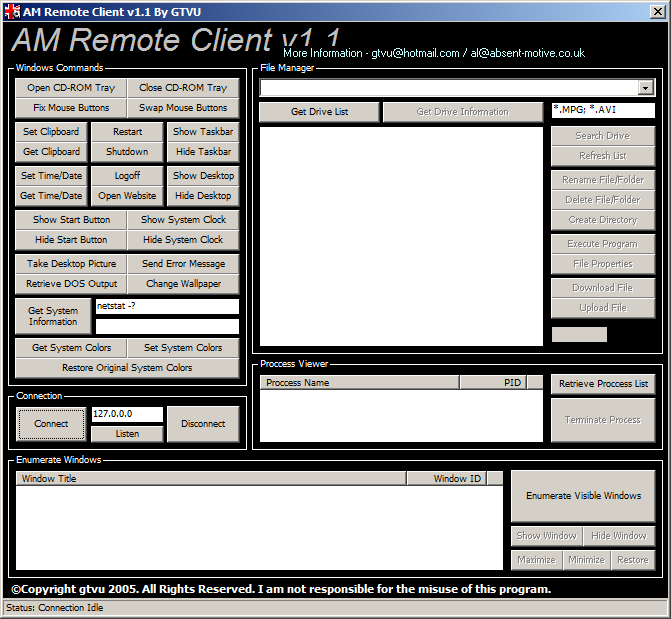 AM Remote Client v1.1 By GTVU
AM Remote Client v1.1
More Information - gtvu@hotmail.com / al@absent-motive.co.uk
Windows Commands
Open CD-ROM Tray Close CD-ROM Tray
Fix Mouse Buttons Swap Mouse Buttons
Set Clipboard Restart Show Taskbar
Get Clipboard Shutdown Hide Taskbar
Set Time/Date Logoff Show Desktop
Get Time/Date Open Website Hide Desktop
Show Start Button Show System Clock
Hide Start Button Hide System Clock
Take Desktop Picture Send Error Message
Retrieve DOS Output Change Wallpaper
Get System
Information
netstat -?
Get System Colors Set System Colors
Restore Original System Colors
Connection
Connect 127.0.0.0 Disconnect
Listen
File Manager
Get Drive List Get Drive Information *.MPG; *.AVI
Search Drive
Refresh List
Rename File/Folder
Delete File/Folder
Create Directory
Execute Program
File Properties
Download File
Upload File
Proccess Viewer
Proccess Name PID
Retrieve Proccess List
Terminate Process
Enumerate Windows
Window Title Window ID
Enumerate Visible Windows
Show Window Hide Window
Maximize Minimize Restore
©Copyright gtvu 2005. All Rights Reserved. I am not responsible for the misuse of this program.
Status: Connection Idle